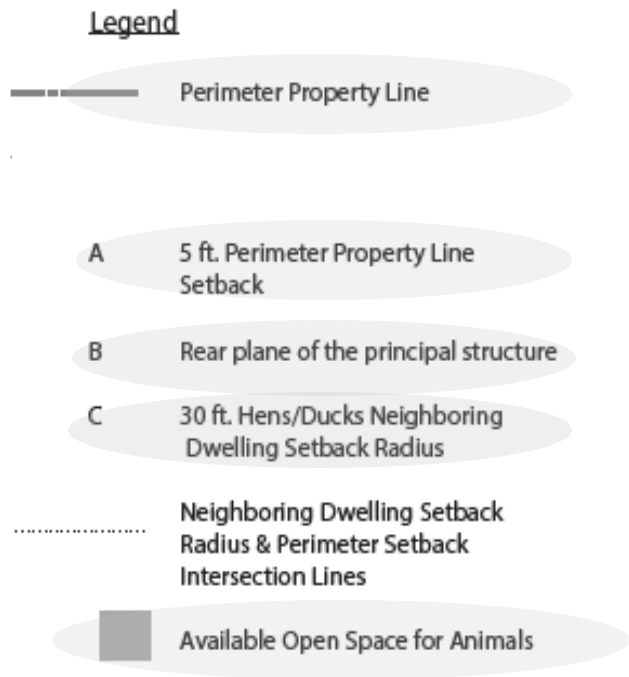 Legend
Perimeter Property Line
A 5 ft. Perimeter Property Line
Setback
B Rear plane of the principal structure
C 30 ft. Hens/Ducks Neighboring
Dwelling Setback Radius
Neighboring Dwelling Setback
Radius & Perimeter Setback
Intersection Lines
Available Open Space for Animals